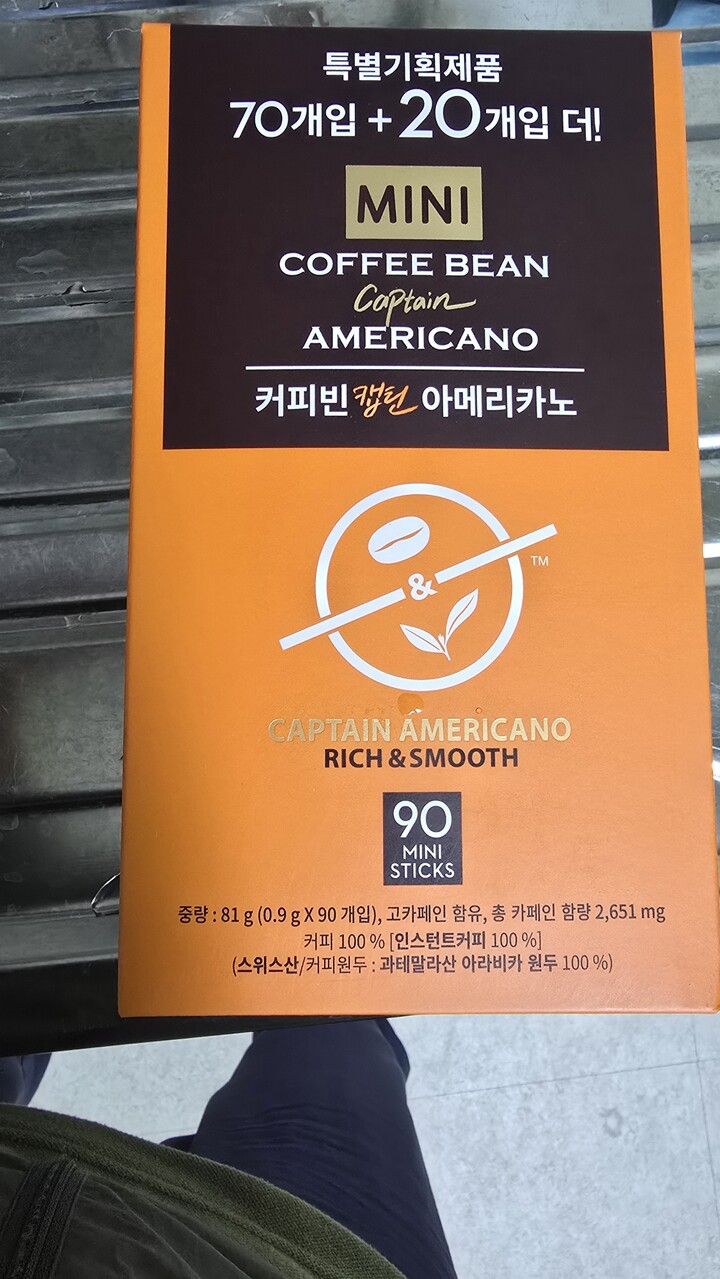 특별기획제품
70개입 + 20개입 더!
MINI
COFFEE BEAN
Captain
AMERICANO
커피빈 캡틴 아메리카노
&
TM
CAPTAIN AMERICANO
RICH & SMOOTH
90
MINI
STICKS
중량 : 81 g (0.9 g X 90 개입), 고카페인 함유, 총 카페인 함량 2,651 mg
커피 100 % [인스턴트커피 100 %]
(스위스산/커피원두 : 과테말라산 아라비카 원두 100 %)